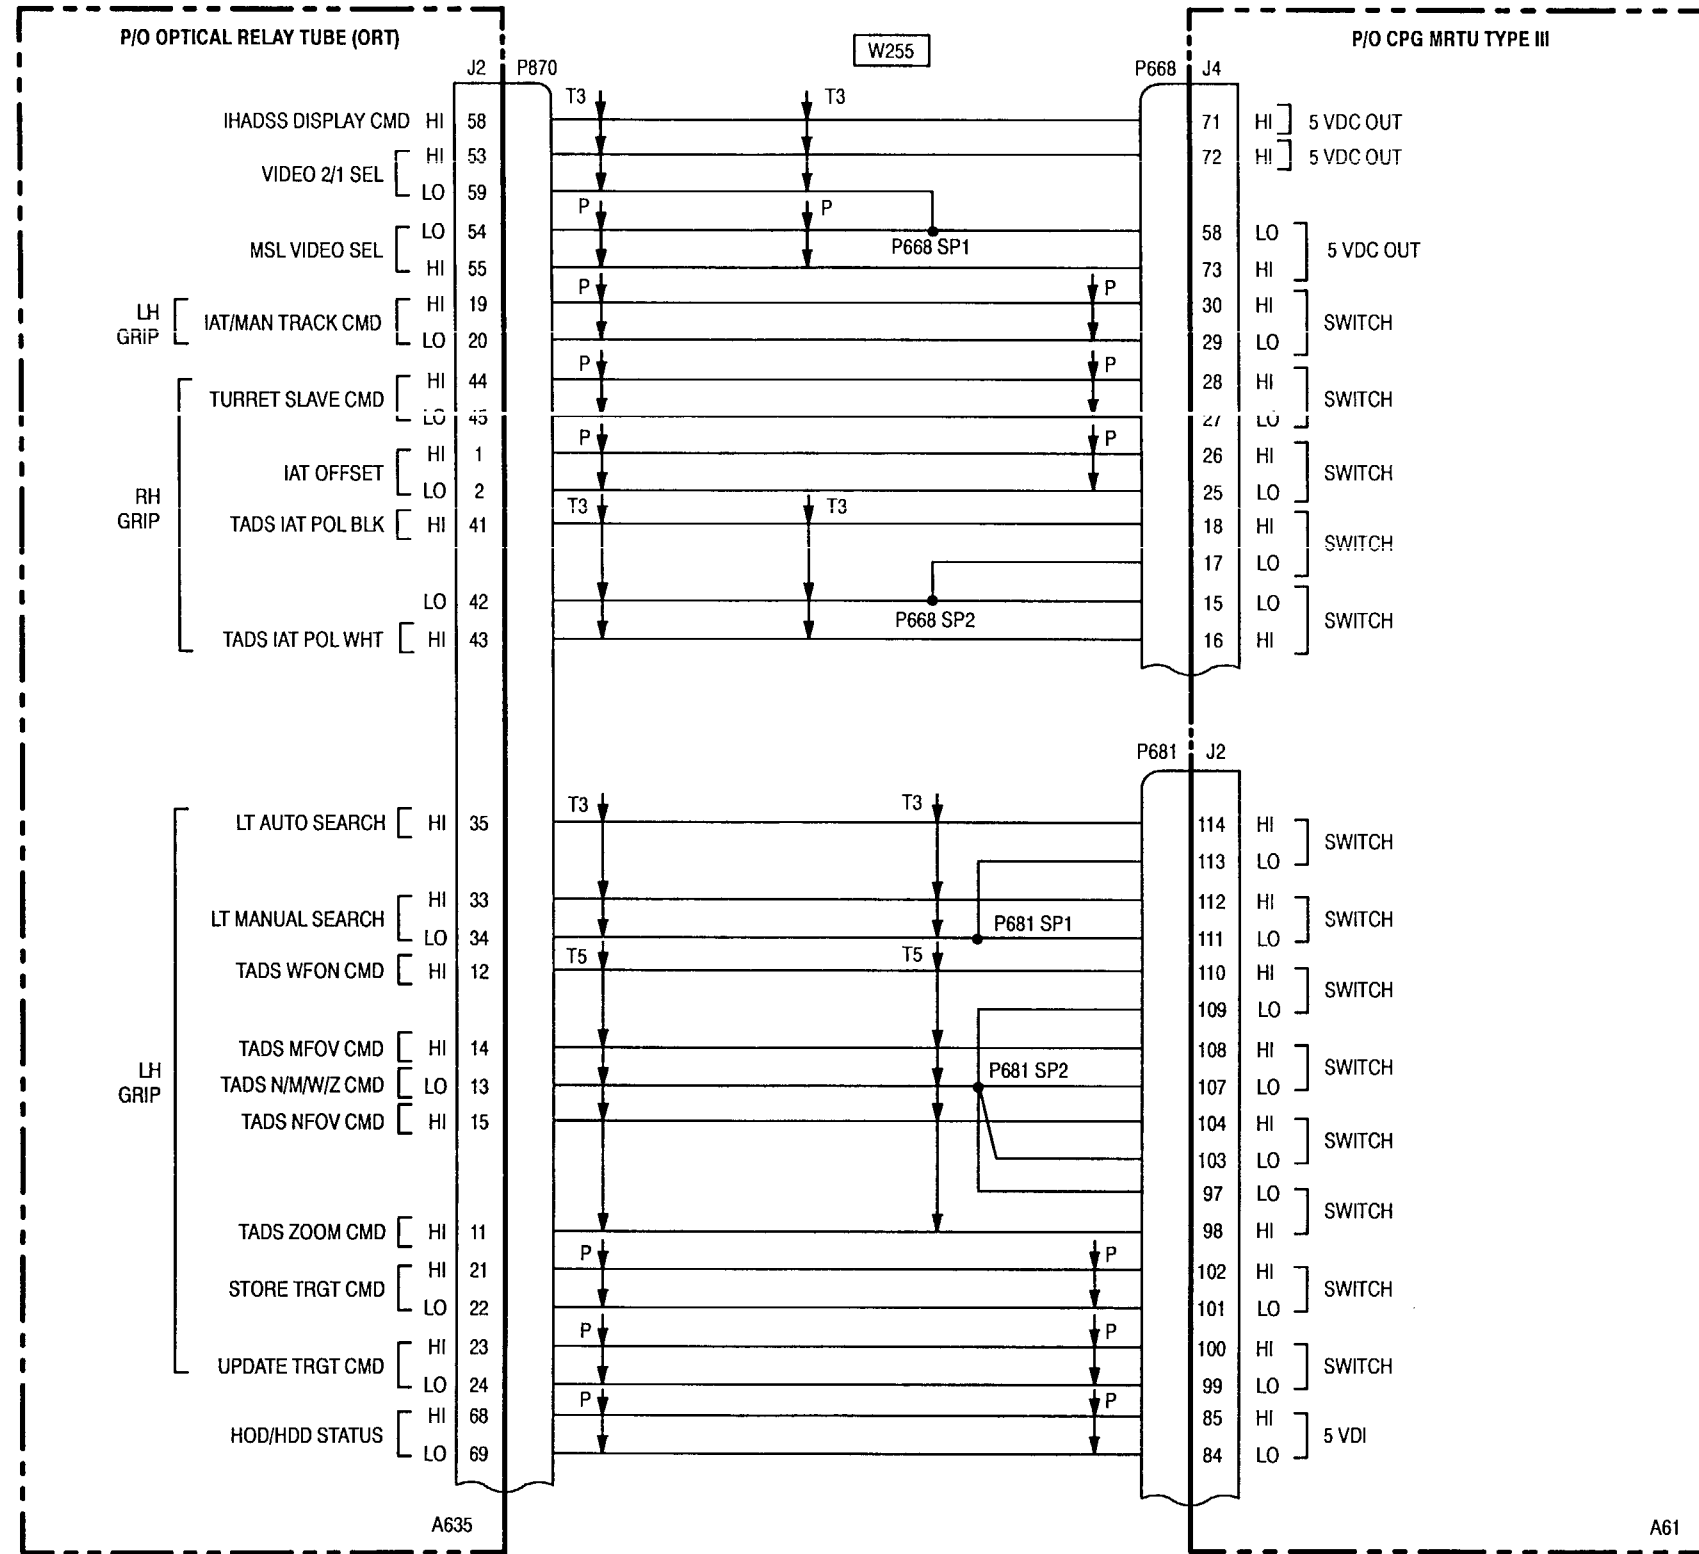 P/O OPTICAL RELAY TUBE (ORT)
W255
P/O CPG MRTU TYPE III
J2 P870
P668 J4
T3 T3
IHADSS DISPLAY CMD HI 58
71 HI 5 VDC OUT
VIDEO 2/1 SEL HI 53
72 HI 5 VDC OUT
LO 59
P P
MSL VIDEO SEL LO 54
P668 SP1
58 LO 5 VDC OUT
HI 55
73 HI
P P
LH GRIP IAT/MAN TRACK CMD HI 19
30 HI SWITCH
LO 20
29 LO
P P
TURRET SLAVE CMD HI 44
28 HI SWITCH
LO 45
27 LO
P P
IAT OFFSET HI 1
26 HI SWITCH
LO 2
25 LO
RH GRIP
T3 T3
TADS IAT POL BLK HI 41
18 HI SWITCH
17 LO
LO 42
P668 SP2
15 LO SWITCH
TADS IAT POL WHT HI 43
16 HI
P681 J2
T3 T3
LT AUTO SEARCH HI 35
114 HI SWITCH
113 LO
LT MANUAL SEARCH HI 33
112 HI SWITCH
LO 34
P681 SP1
111 LO
T5 T5
TADS WFON CMD HI 12
110 HI SWITCH
109 LO
TADS MFOV CMD HI 14
108 HI SWITCH
LH GRIP
TADS N/M/W/Z CMD LO 13
P681 SP2
107 LO
TADS NFOV CMD HI 15
104 HI SWITCH
103 LO
97 LO SWITCH
TADS ZOOM CMD HI 11
98 HI
P P
STORE TRGT CMD HI 21
102 HI SWITCH
LO 22
101 LO
P P
UPDATE TRGT CMD HI 23
100 HI SWITCH
LO 24
99 LO
P P
HOD/HDD STATUS HI 68
85 HI 5 VDI
LO 69
84 LO
A635
A61